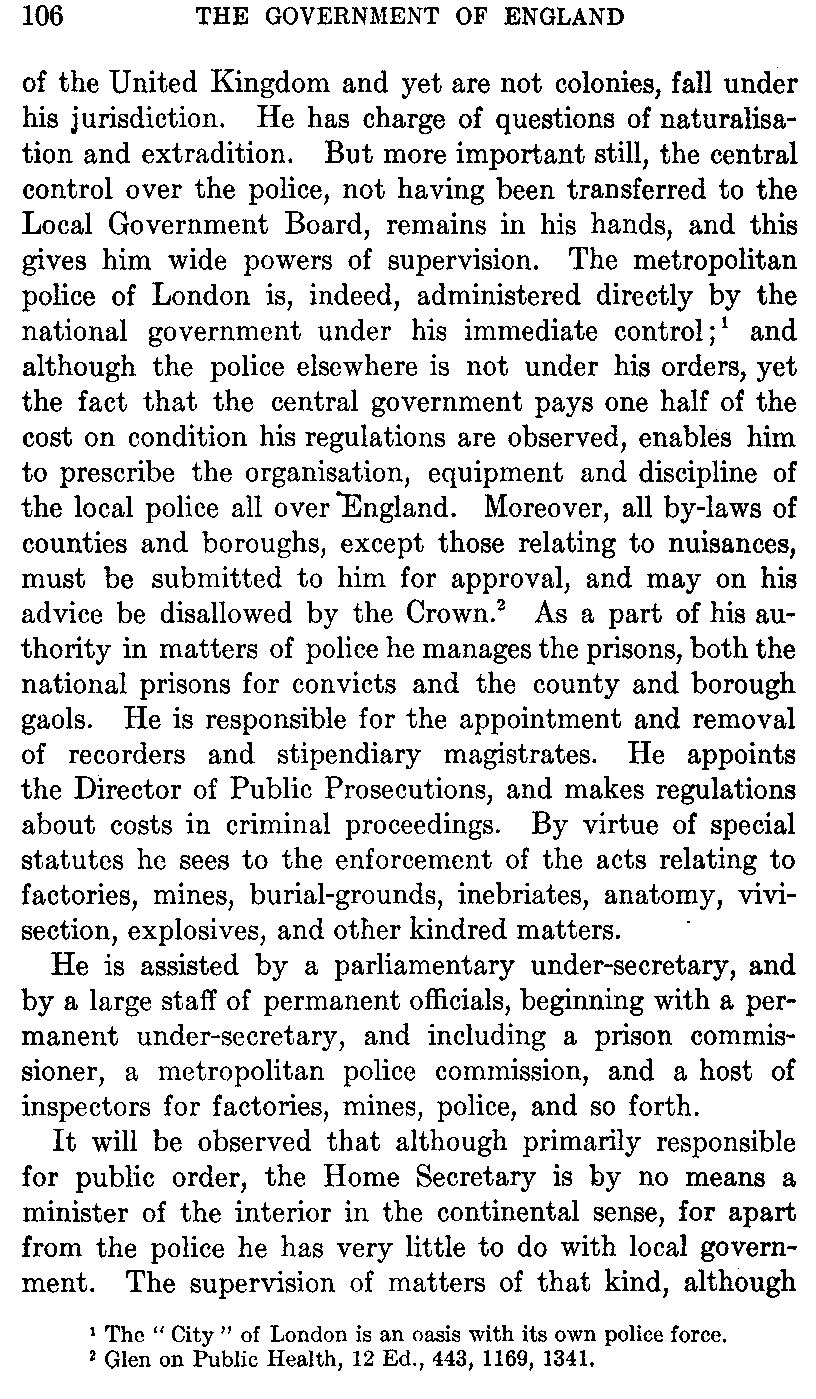 106 THE GOVERNMENT OF ENGLAND
of the United Kingdom and yet are not colonies, fall under
his jurisdiction. He has charge of questions of naturalisa-
tion and extradition. But more important still, the central
control over the police, not having been transferred to the
Local Government Board, remains in his hands, and this
gives him wide powers of supervision. The metropolitan
police of London is, indeed, administered directly by the
national government under his immediate control;¹ and
although the police elsewhere is not under his orders, yet
the fact that the central government pays one half of the
cost on condition his regulations are observed, enables him
to prescribe the organisation, equipment and discipline of
the local police all over England. Moreover, all by-laws of
counties and boroughs, except those relating to nuisances,
must be submitted to him for approval, and may on his
advice be disallowed by the Crown.² As a part of his au-
thority in matters of police he manages the prisons, both the
national prisons for convicts and the county and borough
gaols. He is responsible for the appointment and removal
of recorders and stipendiary magistrates. He appoints
the Director of Public Prosecutions, and makes regulations
about costs in criminal proceedings. By virtue of special
statutes he sees to the enforcement of the acts relating to
factories, mines, burial-grounds, inebriates, anatomy, vivi-
section, explosives, and other kindred matters.
He is assisted by a parliamentary under-secretary, and
by a large staff of permanent officials, beginning with a per-
manent under-secretary, and including a prison commis-
sioner, a metropolitan police commission, and a host of
inspectors for factories, mines, police, and so forth.
It will be observed that although primarily responsible
for public order, the Home Secretary is by no means a
minister of the interior in the continental sense, for apart
from the police he has very little to do with local govern-
ment. The supervision of matters of that kind, although
¹ The "City" of London is an oasis with its own police force.
² Glen on Public Health, 12 Ed., 443, 1169, 1341.